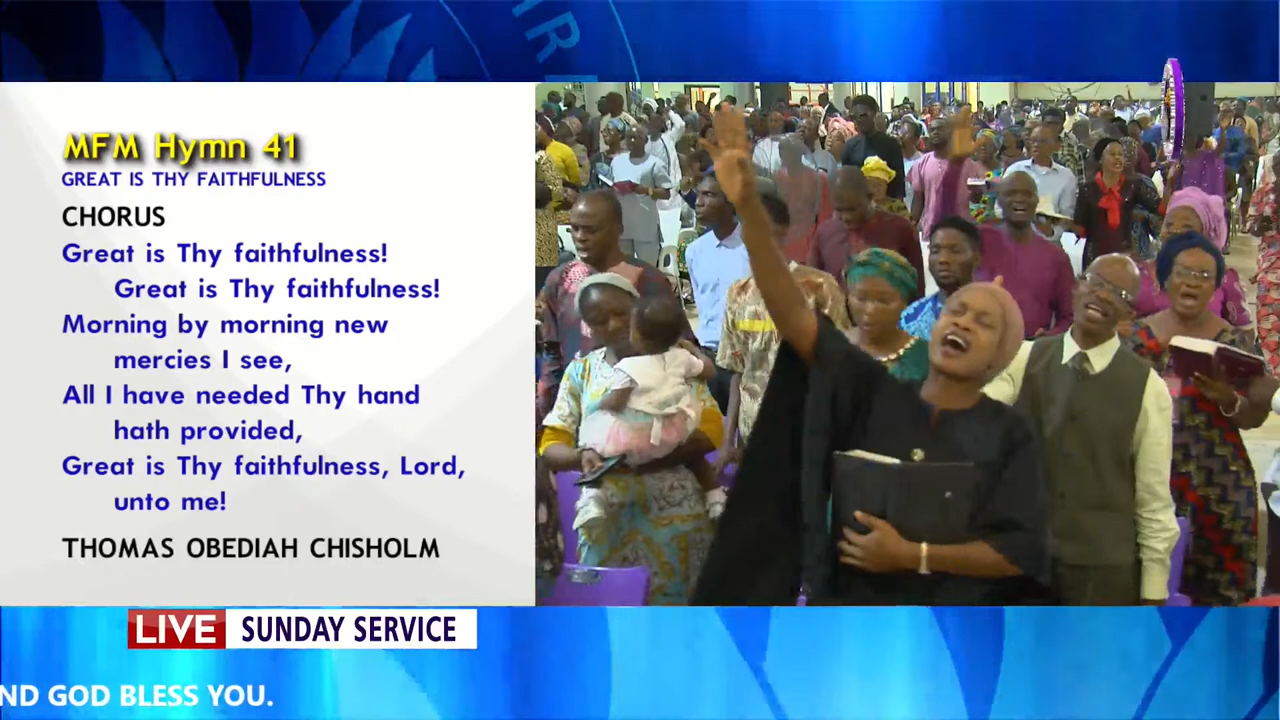 MFM Hymn 41
GREAT IS THY FAITHFULNESS
CHORUS
Great is Thy faithfulness!
Great is Thy faithfulness!
Morning by morning new
mercies I see,
All I have needed Thy hand
hath provided,
Great is Thy faithfulness, Lord,
unto me!
THOMAS OBEDIAH CHISHOLM
LIVE SUNDAY SERVICE
ND GOD BLESS YOU.